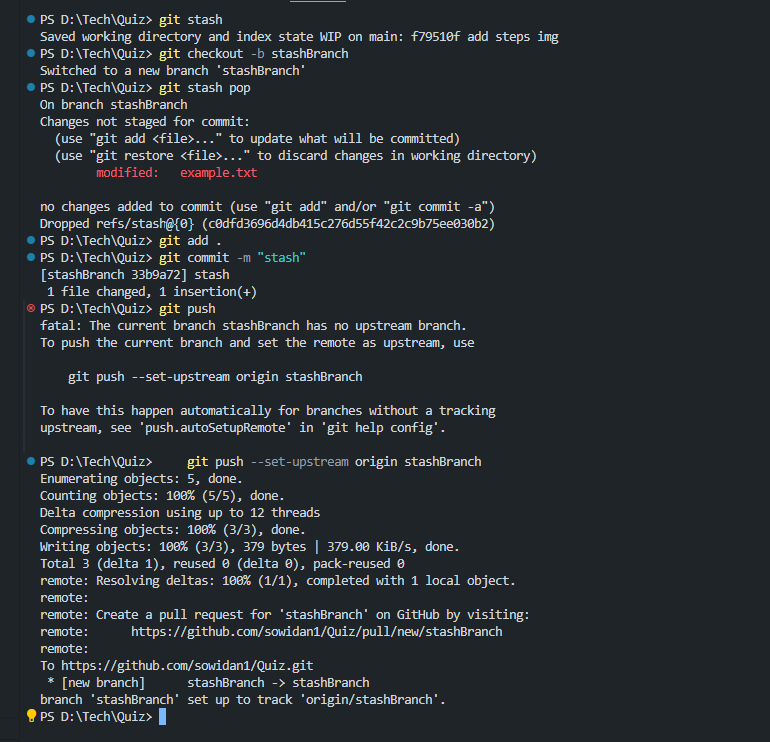 PS D:\Tech\Quiz> git stash
Saved working directory and index state WIP on main: f79510f add steps img
PS D:\Tech\Quiz> git checkout -b stashBranch
Switched to a new branch 'stashBranch'
PS D:\Tech\Quiz> git stash pop
On branch stashBranch
Changes not staged for commit:
  (use "git add <file>..." to update what will be committed)
  (use "git restore <file>..." to discard changes in working directory)
        modified:   example.txt

no changes added to commit (use "git add" and/or "git commit -a")
Dropped refs/stash@{0} (c0dfd3696d4db415c276d55f42c2c9b75ee030b2)
PS D:\Tech\Quiz> git add .
PS D:\Tech\Quiz> git commit -m "stash"
[stashBranch 33b9a72] stash
 1 file changed, 1 insertion(+)
PS D:\Tech\Quiz> git push
fatal: The current branch stashBranch has no upstream branch.
To push the current branch and set the remote as upstream, use

    git push --set-upstream origin stashBranch

To have this happen automatically for branches without a tracking
upstream, see 'push.autoSetupRemote' in 'git help config'.

PS D:\Tech\Quiz>     git push --set-upstream origin stashBranch
Enumerating objects: 5, done.
Counting objects: 100% (5/5), done.
Delta compression using up to 12 threads
Compressing objects: 100% (3/3), done.
Writing objects: 100% (3/3), 379 bytes | 379.00 KiB/s, done.
Total 3 (delta 1), reused 0 (delta 0), pack-reused 0
remote: Resolving deltas: 100% (1/1), completed with 1 local object.
remote:
remote: Create a pull request for 'stashBranch' on GitHub by visiting:
remote:      https://github.com/sowidan1/Quiz/pull/new/stashBranch
remote:
To https://github.com/sowidan1/Quiz.git
 * [new branch]      stashBranch -> stashBranch
branch 'stashBranch' set up to track 'origin/stashBranch'.
PS D:\Tech\Quiz>